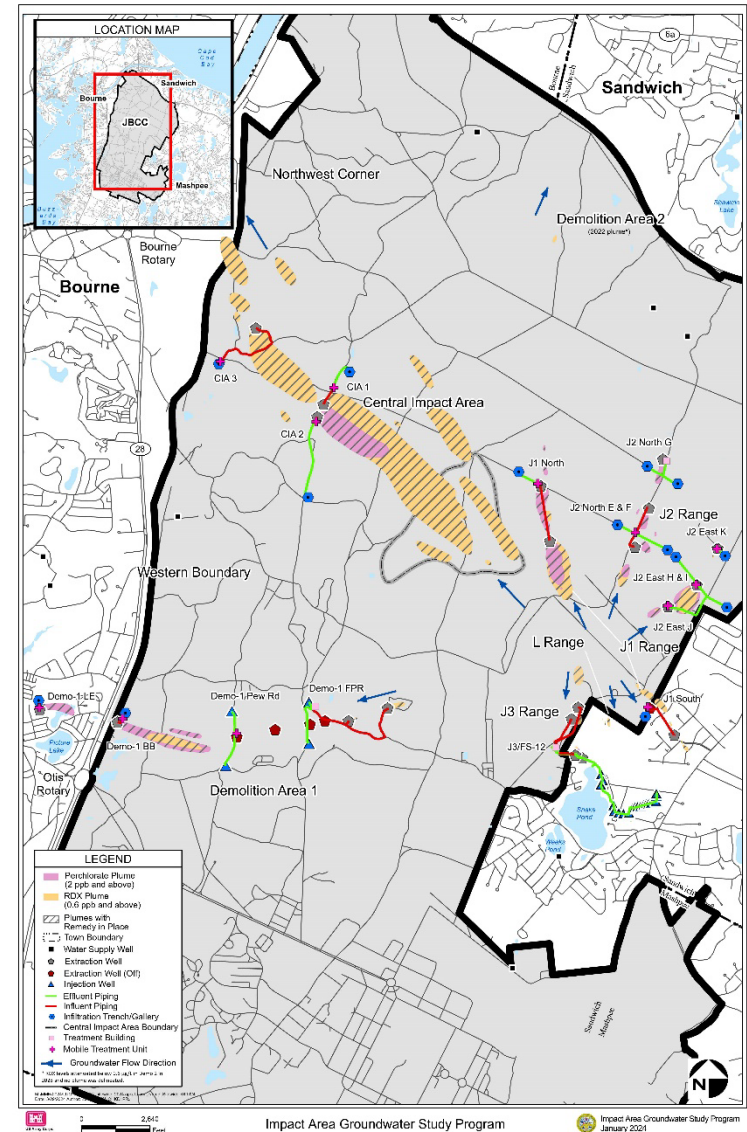 LOCATION MAP
Cape Cod Bay
Sandwich
Bourne
JBCC
Mashpee
6a
Bourne
Sandwich
Sandwich
Northwest Corner
Demolition Area 2
(2022 plume*)
Bourne
Rotary
Bourne
CIA 3
CIA 1
Central Impact Area
CIA 2
28
J2 North G
J1 North
J2 North E & F
J2 Range
J2 East K
Western Boundary
J2 East H & I
J2 East J
L Range
J1 Range
Demo-1 LE
Demo-1 Pew Rd
Demo-1 FPR
J3 Range
J1 South
Picture
Lake
Demo-1 BB
J3/FS-12
Otis
Rotary
Demolition Area 1
Snake
Pond
Weeks
Pond
Sandwich
Mashpee
Sandwich
Mashpee
LEGEND
Perchlorate Plume
(2 ppb and above)
RDX Plume
(0.6 ppb and above)
Plumes with
Remedy in Place
Town Boundary
Water Supply Well
Extraction Well
Extraction Well (Off)
Injection Well
Effluent Piping
Influent Piping
Infiltration Trench/Gallery
Central Impact Area Boundary
Treatment Building
Mobile Treatment Unit
Groundwater Flow Direction
N
0 2,640
Feet
Impact Area Groundwater Study Program
Impact Area Groundwater Study Program
January 2024